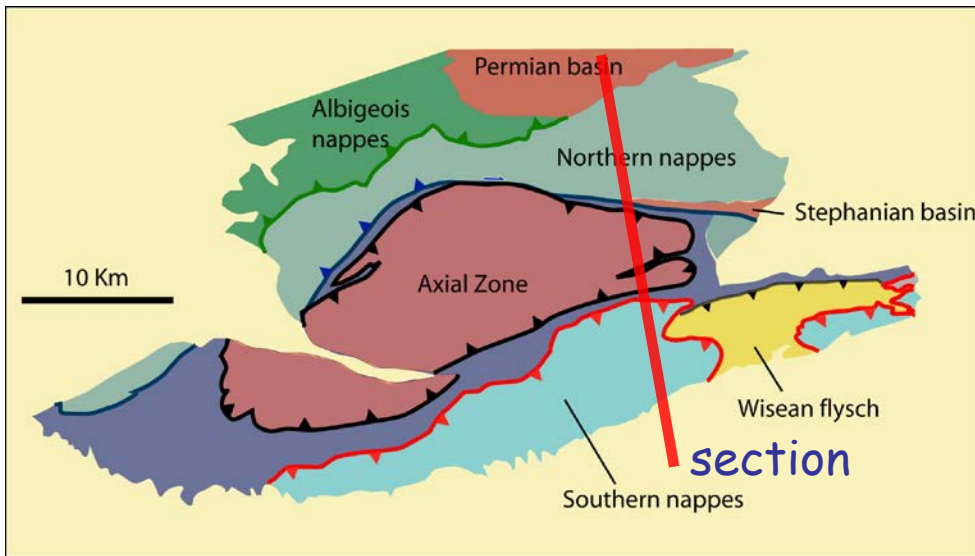 Permian basin
Albigeois
nappes
Northern nappes
Stephanian basin
10 Km
Axial Zone
Wisean flysch
section
Southern nappes